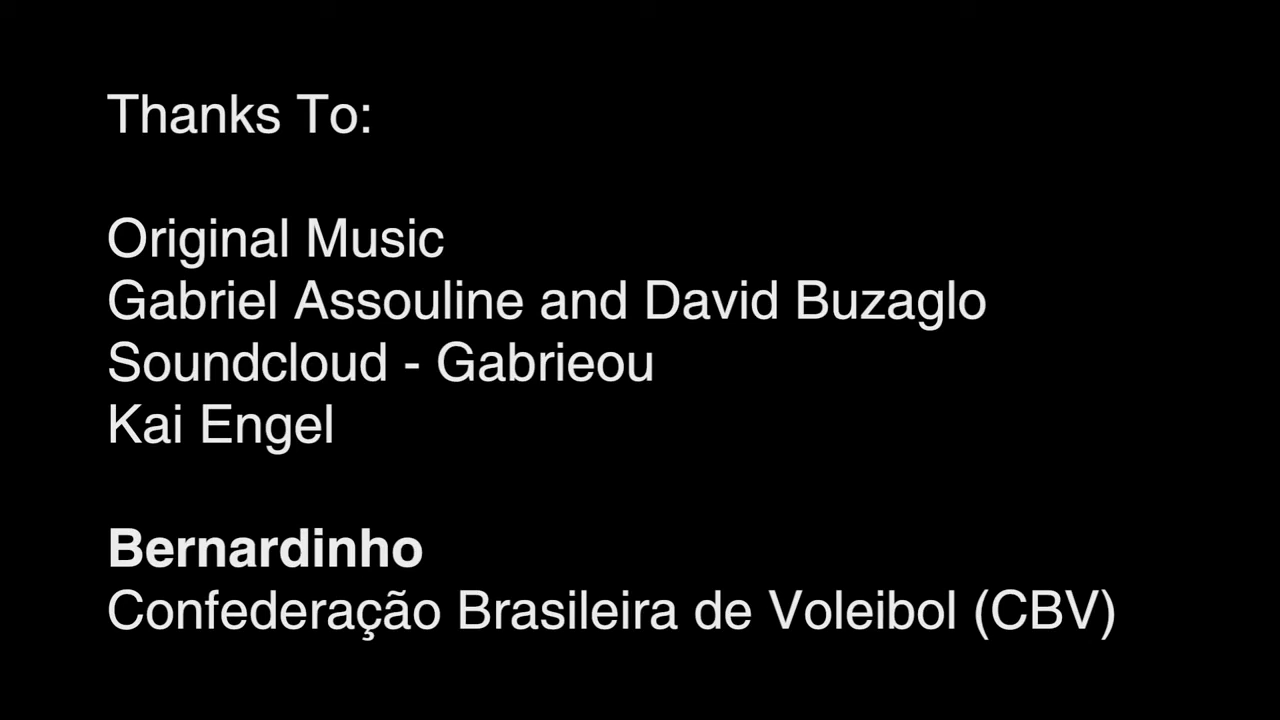 Thanks To:
Original Music
Gabriel Assouline and David Buzaglo
Soundcloud - Gabrieou
Kai Engel
Bernardinho
Confederação Brasileira de Voleibol (CBV)